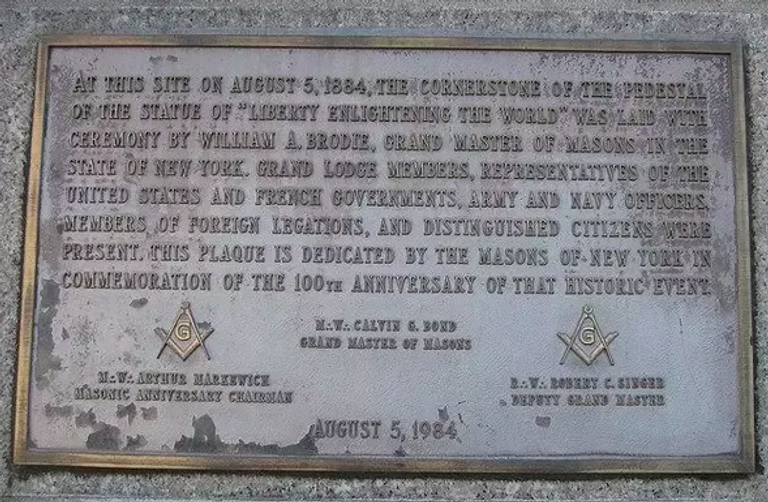 AT THIS SITE ON AUGUST 5, 1884, THE CORNERSTONE OF THE PEDESTAL
OF THE STATUE OF "LIBERTY ENLIGHTENING THE WORLD" WAS LAID WITH
CEREMONY BY WILLIAM A. BRODIE, GRAND MASTER OF MASONS IN THE
STATE OF NEW YORK. GRAND LODGE MEMBERS, REPRESENTATIVES OF THE
UNITED STATES AND FRENCH GOVERNMENTS, ARMY AND NAVY OFFICERS,
MEMBERS OF FOREIGN LEGATIONS, AND DISTINGUISHED CITIZENS WERE
PRESENT. THIS PLAQUE IS DEDICATED BY THE MASONS OF NEW YORK IN
COMMEMORATION OF THE 100TH ANNIVERSARY OF THAT HISTORIC EVENT.
G
M∴W∴ CALVIN G. BOND
GRAND MASTER OF MASONS
G
M∴W∴ ARTHUR MARKEWICH
MASONIC ANNIVERSARY CHAIRMAN
R∴W∴ ROBERT C. SINGER
DEPUTY GRAND MASTER
AUGUST 5, 1984